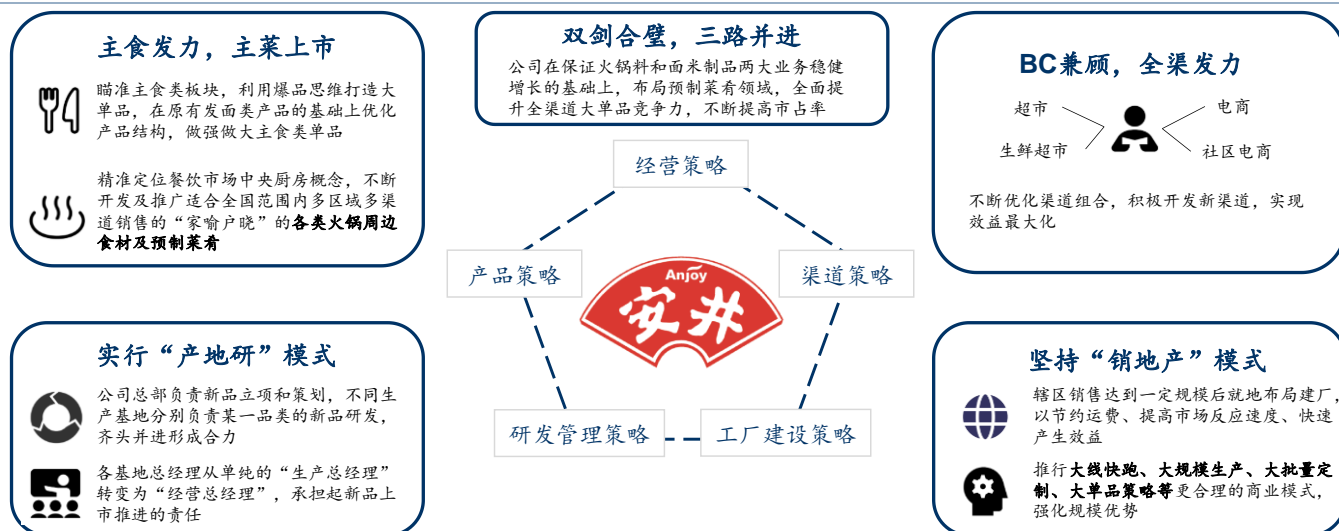 主食发力，主菜上市
瞄准主食类板块，利用爆品思维打造大
单品，在原有发面类产品的基础上优化
产品结构，做强做大主食类单品
精准定位餐饮市场中央厨房概念，不断
开发及推广适合全国范围内多区域多渠
道销售的“家喻户晓”的各类火锅周边
食材及预制菜肴
双剑合璧，三路并进
公司在保证火锅料和面米制品两大业务稳健
增长的基础上，布局预制菜肴领域，全面提
升全渠道大单品竞争力，不断提高市占率
BC兼顾，全渠发力
超市
电商
生鲜超市
社区电商
不断优化渠道组合，积极开发新渠道，实现
效益最大化
经营策略
产品策略
渠道策略
Anjoy
安井
研发管理策略
工厂建设策略
实行“产地研”模式
公司总部负责新品立项和策划，不同生
产基地分别负责某一品类的新品研发，
齐头并进形成合力
各基地总经理从单纯的“生产总经理”
转变为“经营总经理”，承担起新品上
市推进的责任
坚持“销地产”模式
辖区销售达到一定规模后就地布局建厂，
以节约运费、提高市场反应速度、快速
产生效益
推行大线快跑、大规模生产、大批量定
制、大单品策略等更合理的商业模式，
强化规模优势